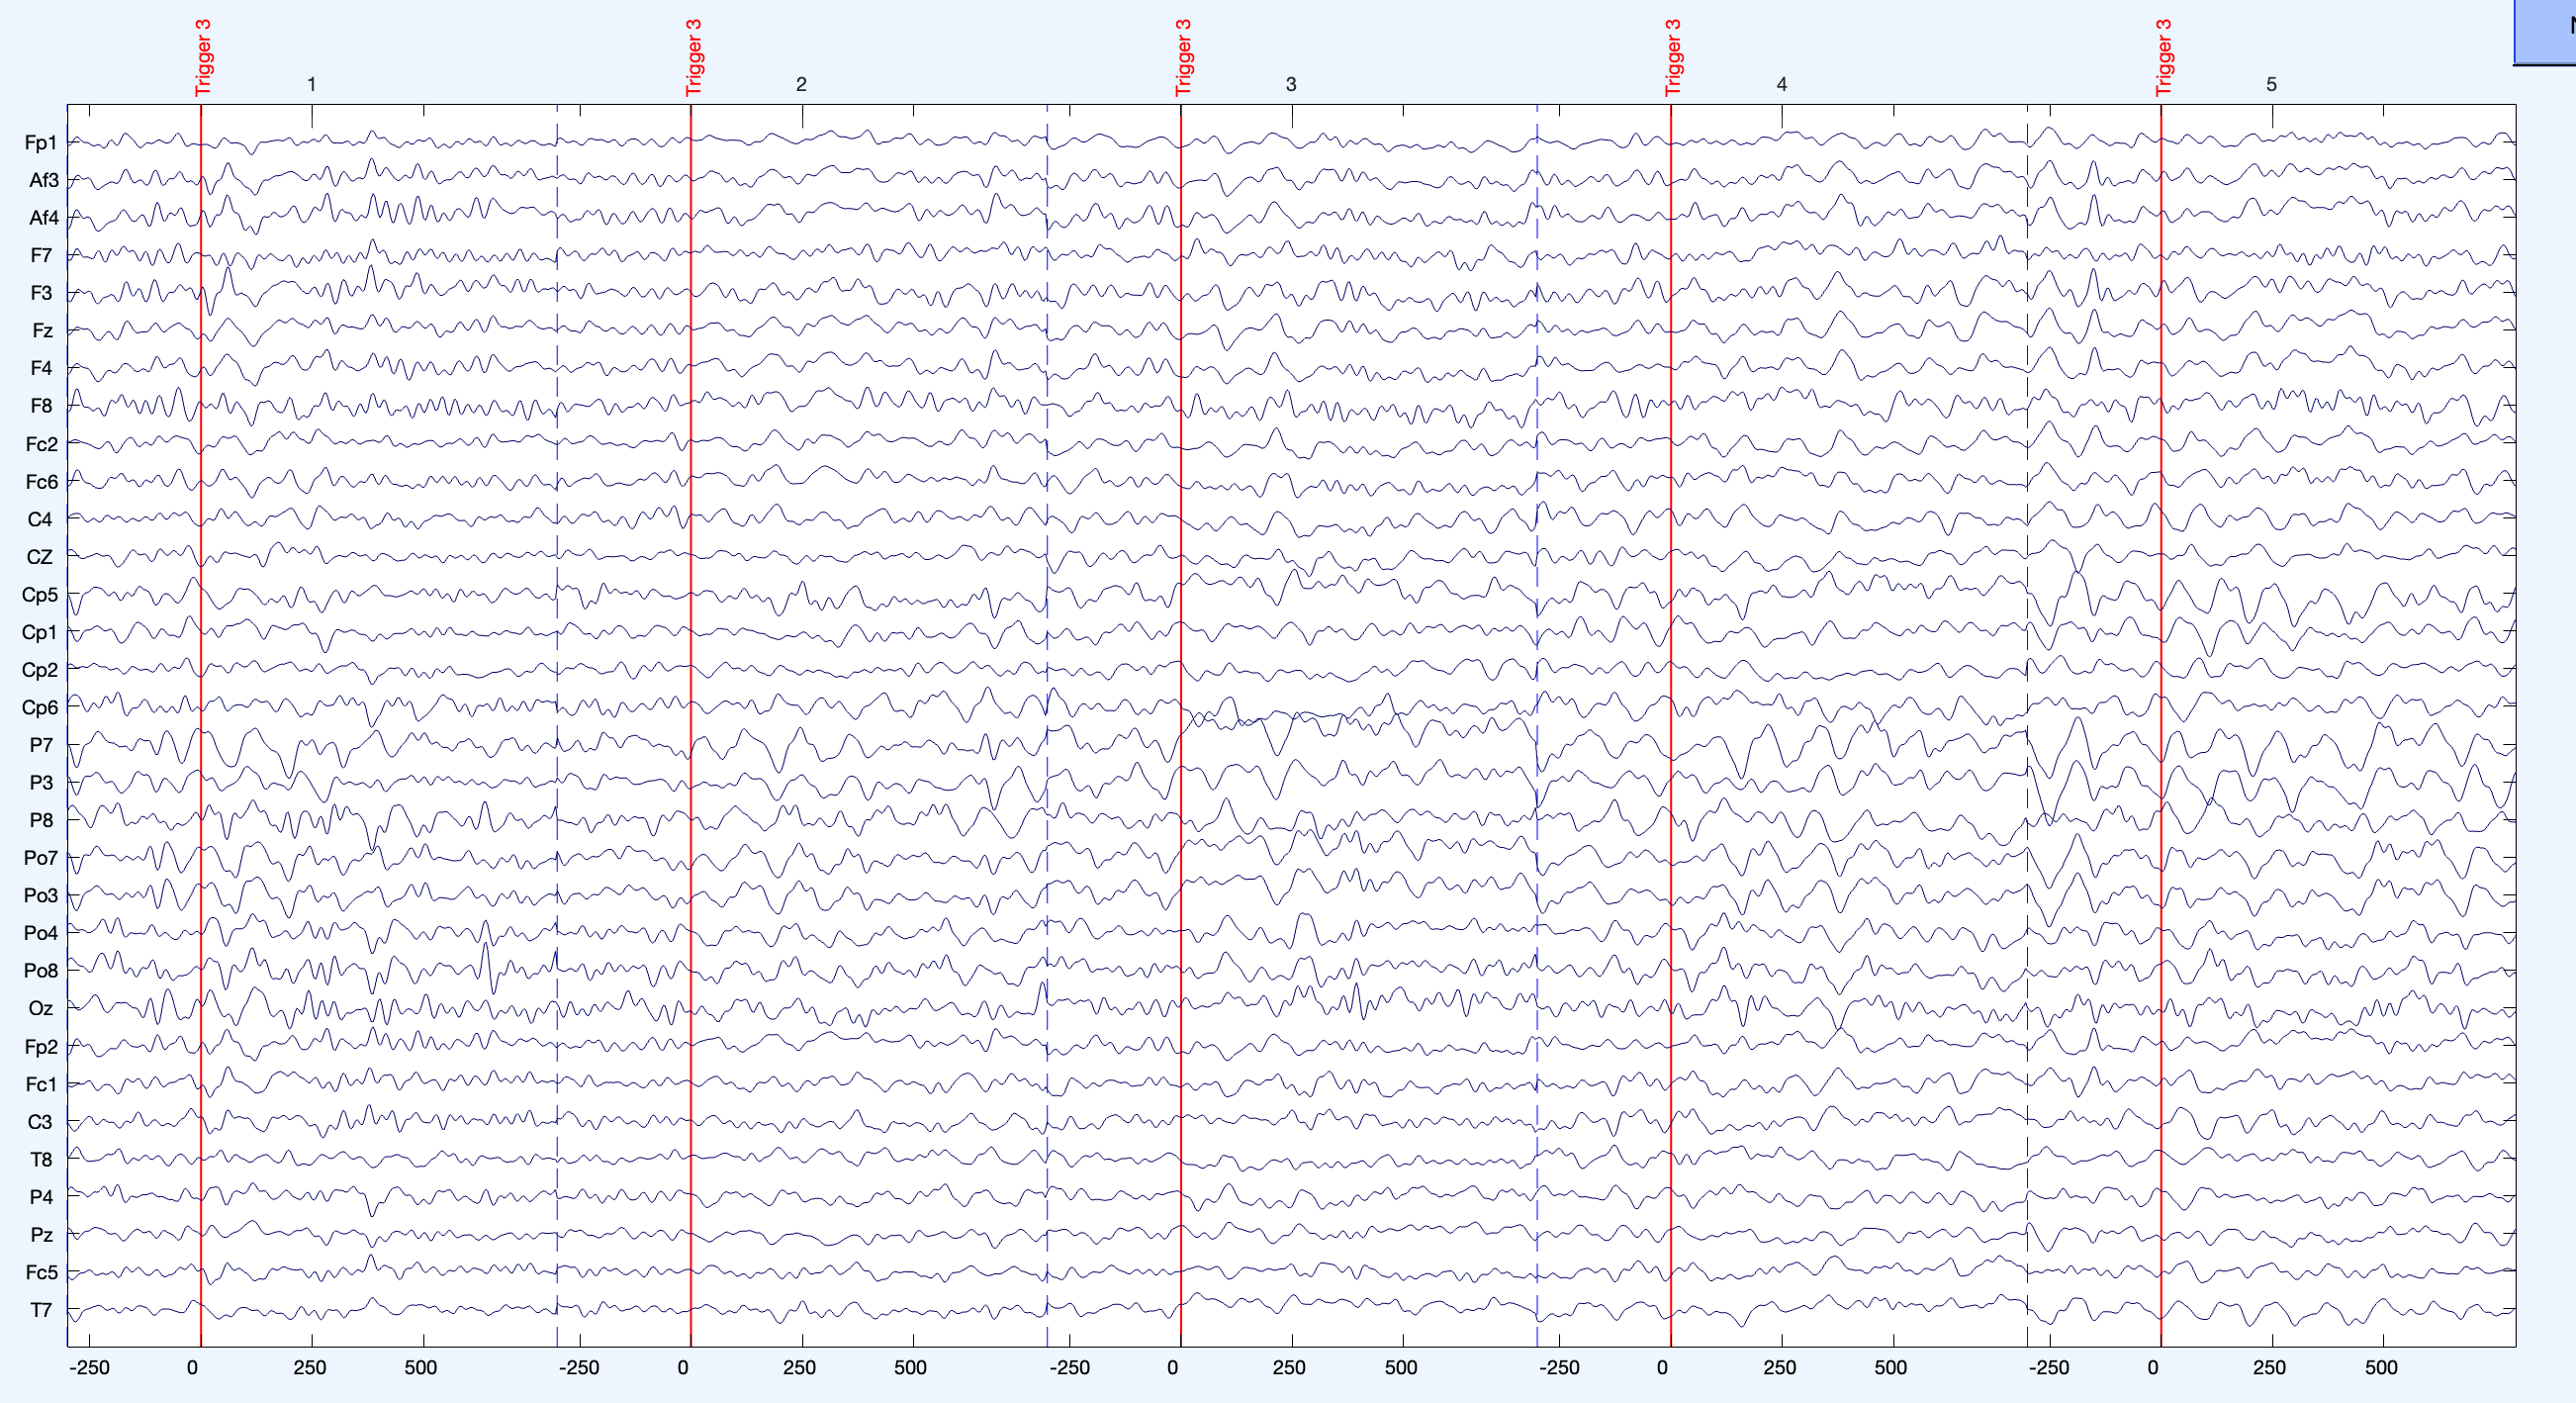 Trigger 3 Trigger 3 Trigger 3 Trigger 3 Trigger 3
1 2 3 4 5
Fp1
Af3
Af4
F7
F3
Fz
F4
F8
Fc2
Fc6
C4
CZ
Cp5
Cp1
Cp2
Cp6
P7
P3
P8
Po7
Po3
Po4
Po8
Oz
Fp2
Fc1
C3
T8
P4
Pz
Fc5
T7
-250 0 250 500 -250 0 250 500 -250 0 250 500 -250 0 250 500 -250 0 250 500